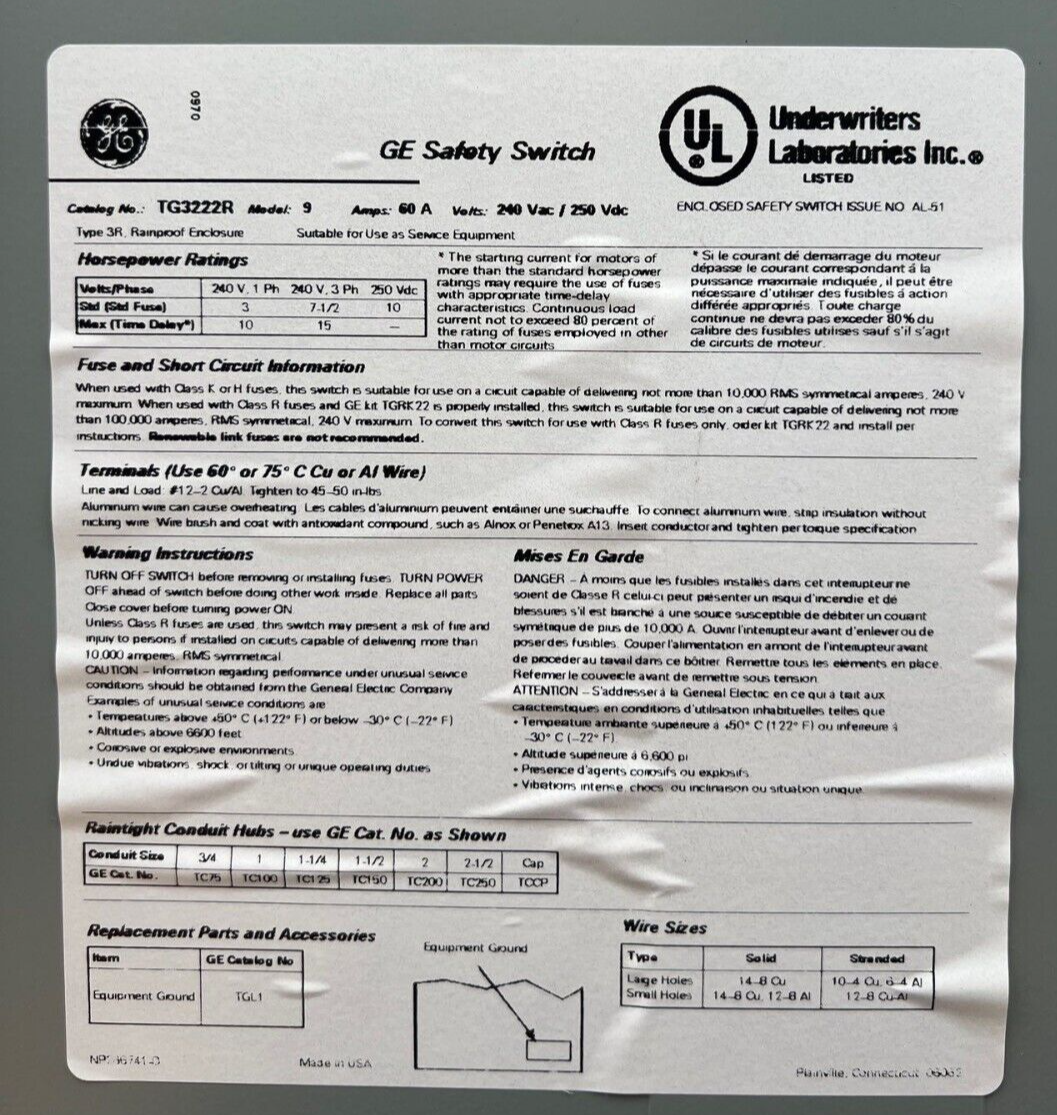 GE
0970
GE Safety Switch
UL
®
Underwriters
Laboratories Inc.®
LISTED
Catalog No.: TG3222R Model: 9 Amps: 60 A Volts: 240 Vac / 250 Vdc
ENCLOSED SAFETY SWITCH ISSUE NO AL-51
Type 3R, Rainproof Enclosure Suitable for Use as Service Equipment
Horsepower Ratings
Volts/Phase 240 V, 1 Ph 240 V, 3 Ph 250 Vdc
Std (Std Fuse) 3 7-1/2 10
Max (Time Delay*) 10 15 —
* The starting current for motors of
more than the standard horsepower
ratings may require the use of fuses
with appropriate time-delay
characteristics. Continuous load
current not to exceed 80 percent of
the rating of fuses employed in other
than motor circuits
* Si le courant dé demarrage du moteur
dépasse le courant correspondant á la
puissance maximale indiquée, il peut étre
nécessaire d'utiliser des fusibles á action
différée appropriés. Toute charge
continue ne devra pas exceder 80% du
calibre des fusibles utilises sauf s'il s'agit
de circuits de moteur.
Fuse and Short Circuit Information
When used with Class K or H fuses, this switch is suitable for use on a circuit capable of delivering not more than 10,000 RMS symmetrical amperes, 240 V
maximum. When used with Class R fuses and GE kit TGRK22 is properly installed, this switch is suitable for use on a circuit capable of delivering not more
than 100,000 amperes, RMS symmetrical, 240 V maximum. To convert this switch for use with Class R fuses only, order kit TGRK22 and install per
instructions. Renewable link fuses are not recommended.
Terminals (Use 60° or 75° C Cu or Al Wire)
Line and Load: #12–2 Cu/Al. Tighten to 45–50 in-lbs
Aluminum wire can cause overheating. Les cables d'aluminium peuvent entáiner une surchauffe. To connect aluminum wire, strip insulation without
nicking wire. Wire brush and coat with antioxidant compound, such as Alnox or Penetrox A13. Insert conductor and tighten per torque specification
Warning Instructions
TURN OFF SWITCH before removing or installing fuses. TURN POWER
OFF ahead of switch before doing other work inside. Replace all parts
Close cover before turning power ON
Unless Class R fuses are used, this switch may present a risk of fire and
injury to persons if installed on circuits capable of delivering more than
10,000 amperes, RMS symmetrical
CAUTION – Information regarding performance under unusual service
conditions should be obtained from the General Electric Company
Examples of unusual service conditions are
• Temperatures above +50° C (+122° F) or below –30° C (–22° F)
• Altitudes above 6600 feet
• Corrosive or explosive environments
• Undue vibrations, shock, or tilting or unique operating duties
Mises En Garde
DANGER – A moins que les fusibles installés dans cet interrupteur ne
soient de Classe R celui ci peut présenter un risqui d'incendie et dé
blessures s'il est branché á une source susceptible de débiter un courant
symétrique de plus de 10,000 A. Ouvrir l'interrupteur avant d'enlever ou de
poser des fusibles. Couper l'alimentation en amont de l'interrupteur avant
de procéder au travail dans ce bôitier. Remettre tous les elements en place.
Refermer le couvercle avant de remettre sous tension
ATTENTION – S'addresser á la General Electric en ce qui a trait aux
caracteristiques en conditions d'utilisation inhabituelles telles que
• Temperature ambiante supérieure á +50° C (122° F) ou inferieure á
–30° C (–22° F).
• Altitude supérieure á 6,600 pi
• Presence d'agents corrosifs ou explosifs
• Vibrations intense, chocs, ou inclinaison ou situation unique
Raintight Conduit Hubs – use GE Cat. No. as Shown
Conduit Size 3/4 1 1-1/4 1-1/2 2 2-1/2 Cap
GE Cat. No. TC75 TC100 TC125 TC150 TC200 TC250 TCCP
Replacement Parts and Accessories
Item GE Catalog No
Equipment Ground TGL1
Equipment Ground
Wire Sizes
Type Solid Stranded
Large Holes 14–8 Cu 10–4 Cu, 6–4 Al
Small Holes 14–8 Cu, 12–8 Al 12–8 Cu-Al
Made in USA
Plainville, Connecticut 06062